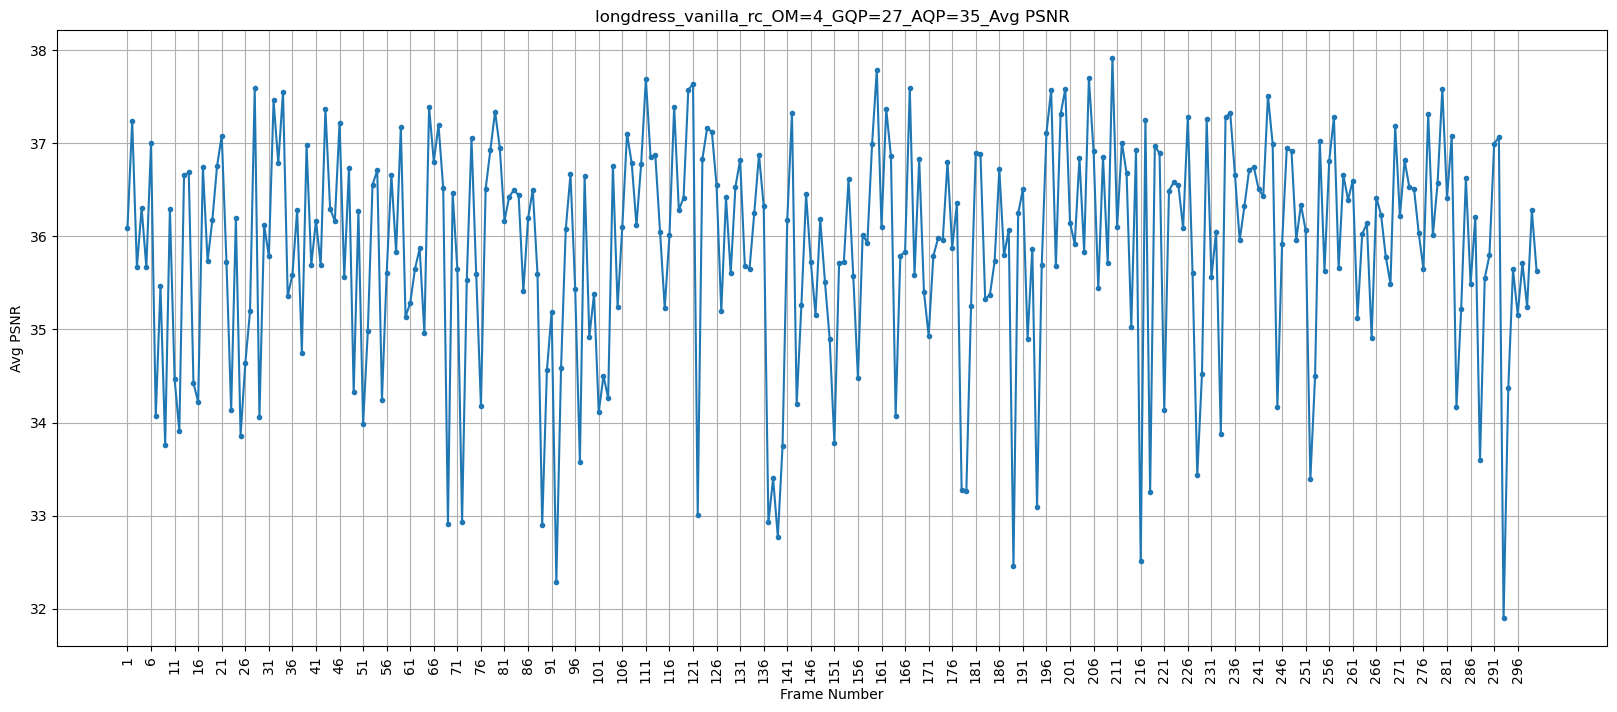 longdress_vanilla_rc_OM=4_GQP=27_AQP=35_Avg PSNR
38
37
36
35
34
33
32
Avg PSNR
1 6 11 16 21 26 31 36 41 46 51 56 61 66 71 76 81 86 91 96 101 106 111 116 121 126 131 136 141 146 151 156 161 166 171 176 181 186 191 196 201 206 211 216 221 226 231 236 241 246 251 256 261 266 271 276 281 286 291 296
Frame Number